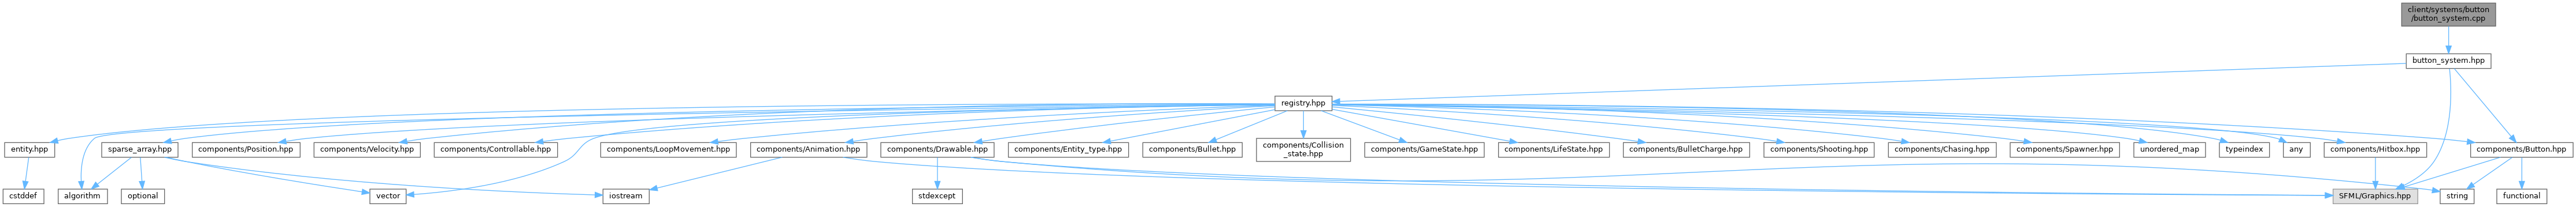 client/systems/button
/button_system.cpp
button_system.hpp
registry.hpp
entity.hpp
sparse_array.hpp
components/Position.hpp
components/Velocity.hpp
components/Controllable.hpp
components/LoopMovement.hpp
components/Animation.hpp
components/Drawable.hpp
components/Entity_type.hpp
components/Bullet.hpp
components/Collision
_state.hpp
components/GameState.hpp
components/LifeState.hpp
components/BulletCharge.hpp
components/Shooting.hpp
components/Chasing.hpp
components/Spawner.hpp
unordered_map
typeindex
any
components/Hitbox.hpp
components/Button.hpp
cstddef
algorithm
optional
vector
iostream
stdexcept
SFML/Graphics.hpp
string
functional